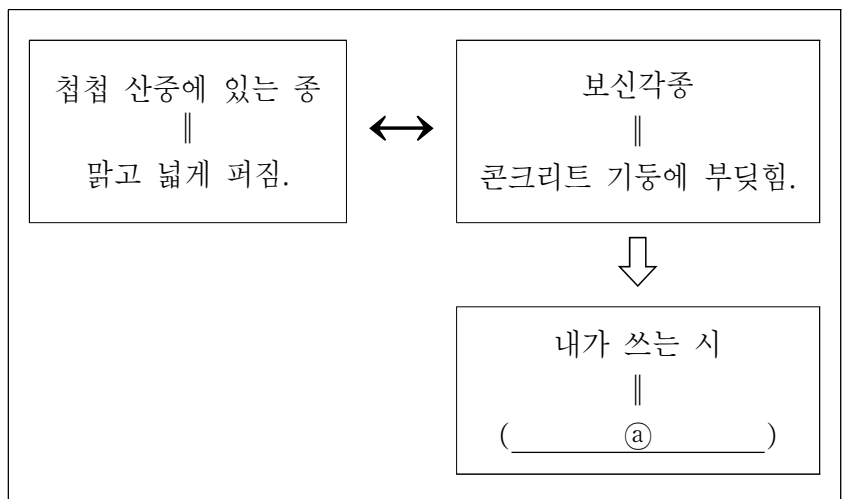 첩첩 산중에 있는 종
∥
맑고 넓게 퍼짐.
보신각종
∥
콘크리트 기둥에 부딪힘.
내가 쓰는 시
∥
( ⓐ )